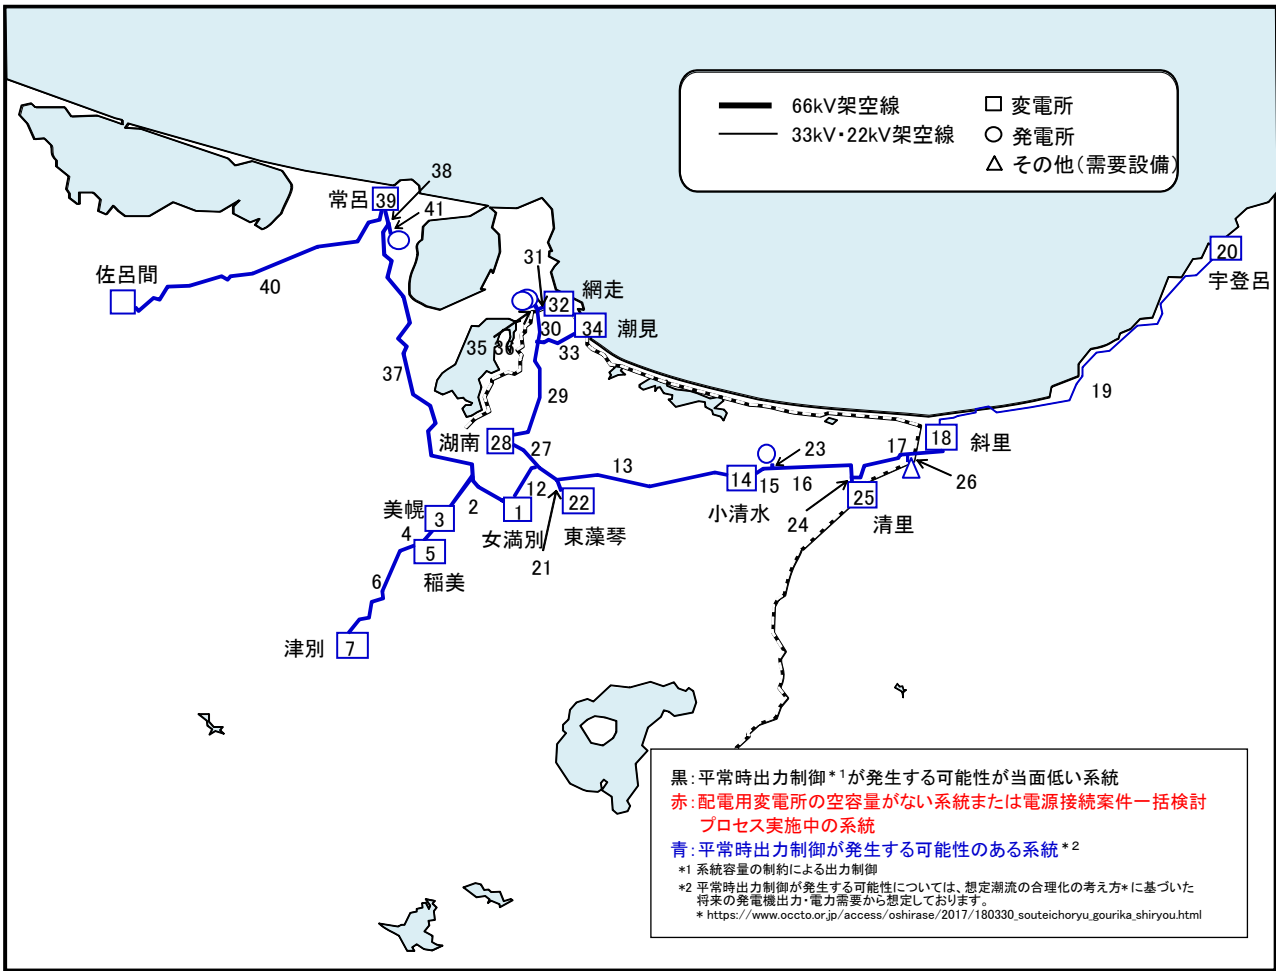 66kV架空線
33kV・22kV架空線
変電所
発電所
その他(需要設備)
38
常呂
39
41
佐呂間
40
31
網走
32
35
36
30
34
潮見
33
37
29
20
宇登呂
19
湖南
28
27
13
23
17
18
斜里
12
14
15
16
26
小清水
24
25
清里
美幌
3
2
1
女満別
22
東藻琴
21
4
5
稲美
6
津別
7
黒:平常時出力制御*1が発生する可能性が当面低い系統
赤:配電用変電所の空容量がない系統または電源接続案件一括検討
プロセス実施中の系統
青:平常時出力制御が発生する可能性のある系統*2
*1 系統容量の制約による出力制御
*2 平常時出力制御が発生する可能性については、想定潮流の合理化の考え方*に基づいた
将来の発電機出力・電力需要から想定しております。
* https://www.occto.or.jp/access/oshirase/2017/180330_souteichoryu_gourika_shiryou.html